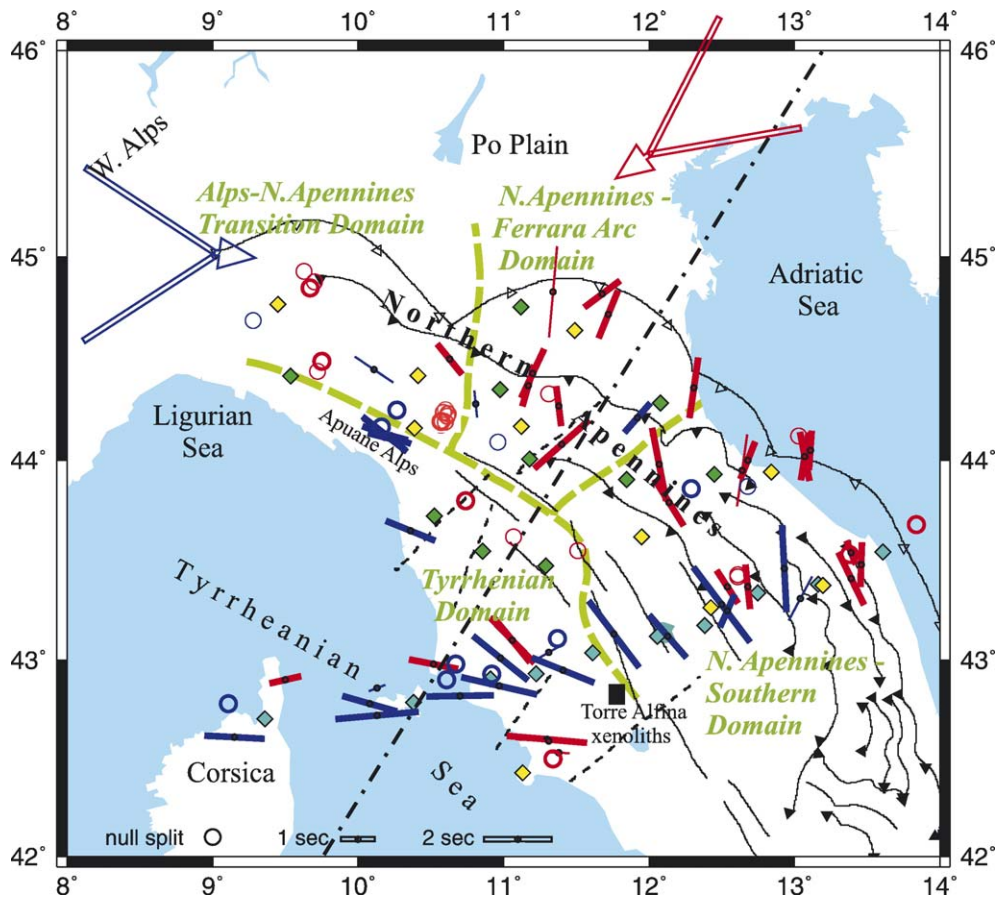 8° 9° 10° 11° 12° 13° 14°
46° 46°
W. Alps
Po Plain
Alps-N.Apennines
Transition Domain
N.Apennines -
Ferrara Arc
Domain
45° 45°
Adriatic
Sea
Northern
Apennines
Ligurian
Sea
Apuane Alps
44° 44°
Tyrrheanian
Sea
Tyrrhenian
Domain
43° 43°
N. Apennines -
Southern
Domain
Torre Alfina
xenoliths
Corsica
null split 1 sec 2 sec
42° 42°
8° 9° 10° 11° 12° 13° 14°